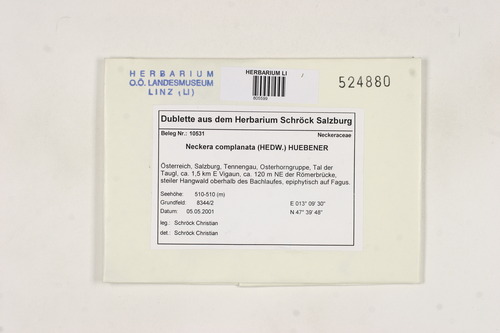 HERBARIUM
O.Ö. LANDESMUSEUM
LINZ (LI)
HERBARIUM LI
524880
Dublette aus dem Herbarium Schröck Salzburg
Beleg Nr.: 10531 Neckeraceae
Neckera complanata (HEDW.) HUEBENER
Österreich, Salzburg, Tennengau, Osterhorngruppe, Tal der
Taugl, ca. 1,5 km E Vigaun, ca. 120 m NE der Römerbrücke,
steiler Hangwald oberhalb des Bachlaufes, epiphytisch auf Fagus.
Seehöhe: 510-510 (m) E 013° 09' 30"
Grundfeld: 8344/2 N 47° 39' 48"
Datum: 05.05.2001
leg.: Schröck Christian
det.: Schröck Christian